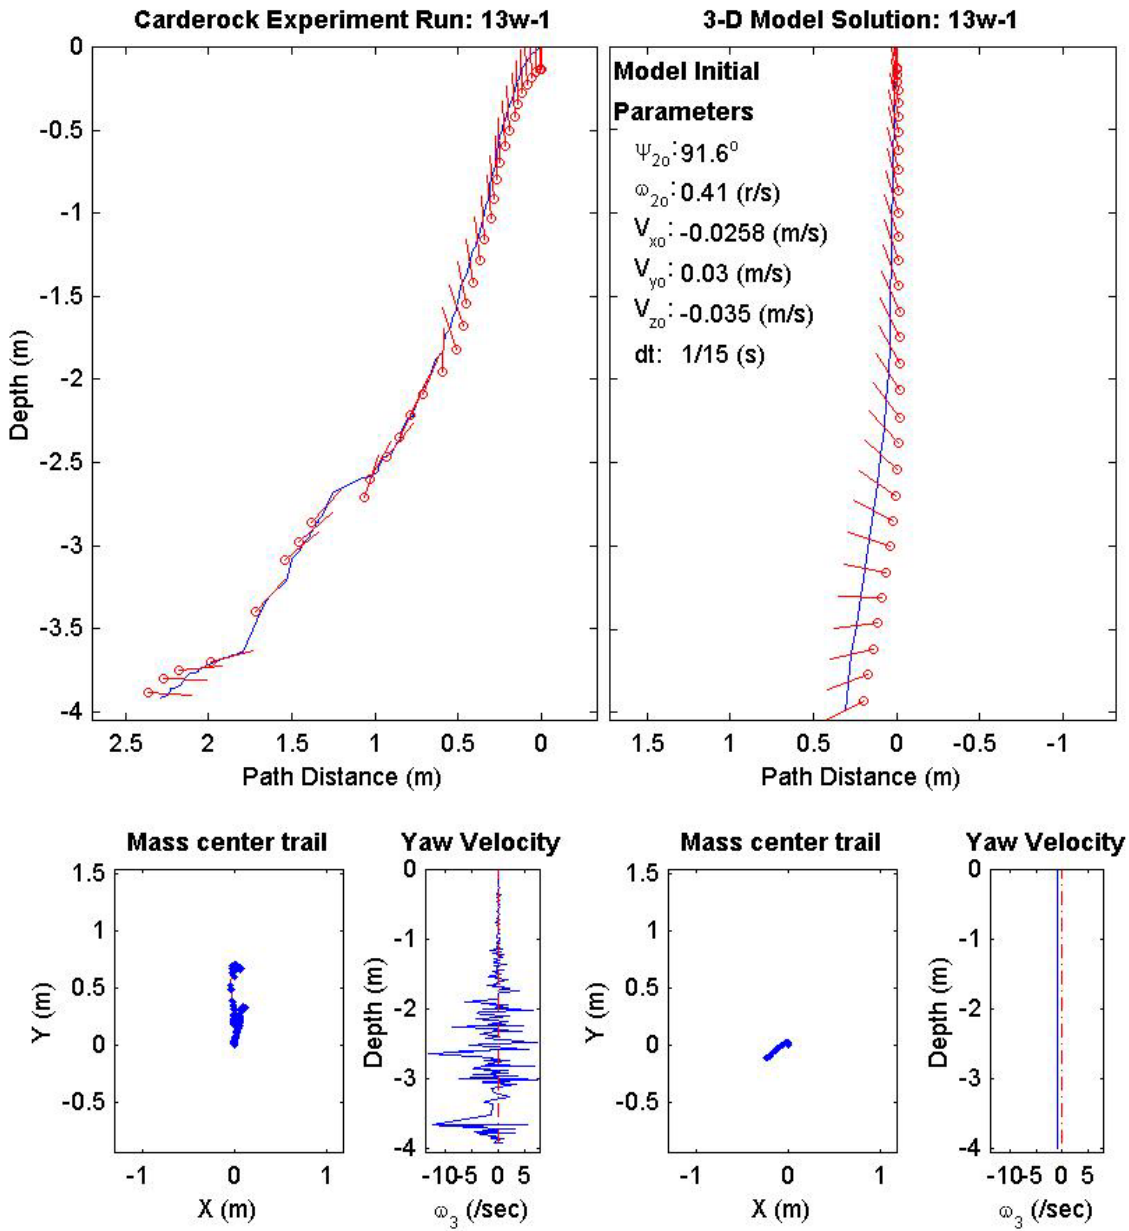 Carderock Experiment Run: 13w-1
3-D Model Solution: 13w-1
0
-0.5
-1
-1.5
-2
-2.5
-3
-3.5
-4
Depth (m)
2.5 2 1.5 1 0.5 0
Path Distance (m)
Model Initial
Parameters
Ψ2o: 91.6o
ω2o: 0.41 (r/s)
Vxo: -0.0258 (m/s)
Vyo: 0.03 (m/s)
Vzo: -0.035 (m/s)
dt: 1/15 (s)
1.5 1 0.5 0 -0.5 -1
Path Distance (m)
Mass center trail
1.5
1
0.5
0
-0.5
Y (m)
-1 0 1
X (m)
Yaw Velocity
0
-1
-2
-3
-4
Depth (m)
-10 -5 0 5
ω3 (/sec)
Mass center trail
1.5
1
0.5
0
-0.5
Y (m)
-1 0 1
X (m)
Yaw Velocity
0
-1
-2
-3
-4
Depth (m)
-10 -5 0 5
ω3 (/sec)